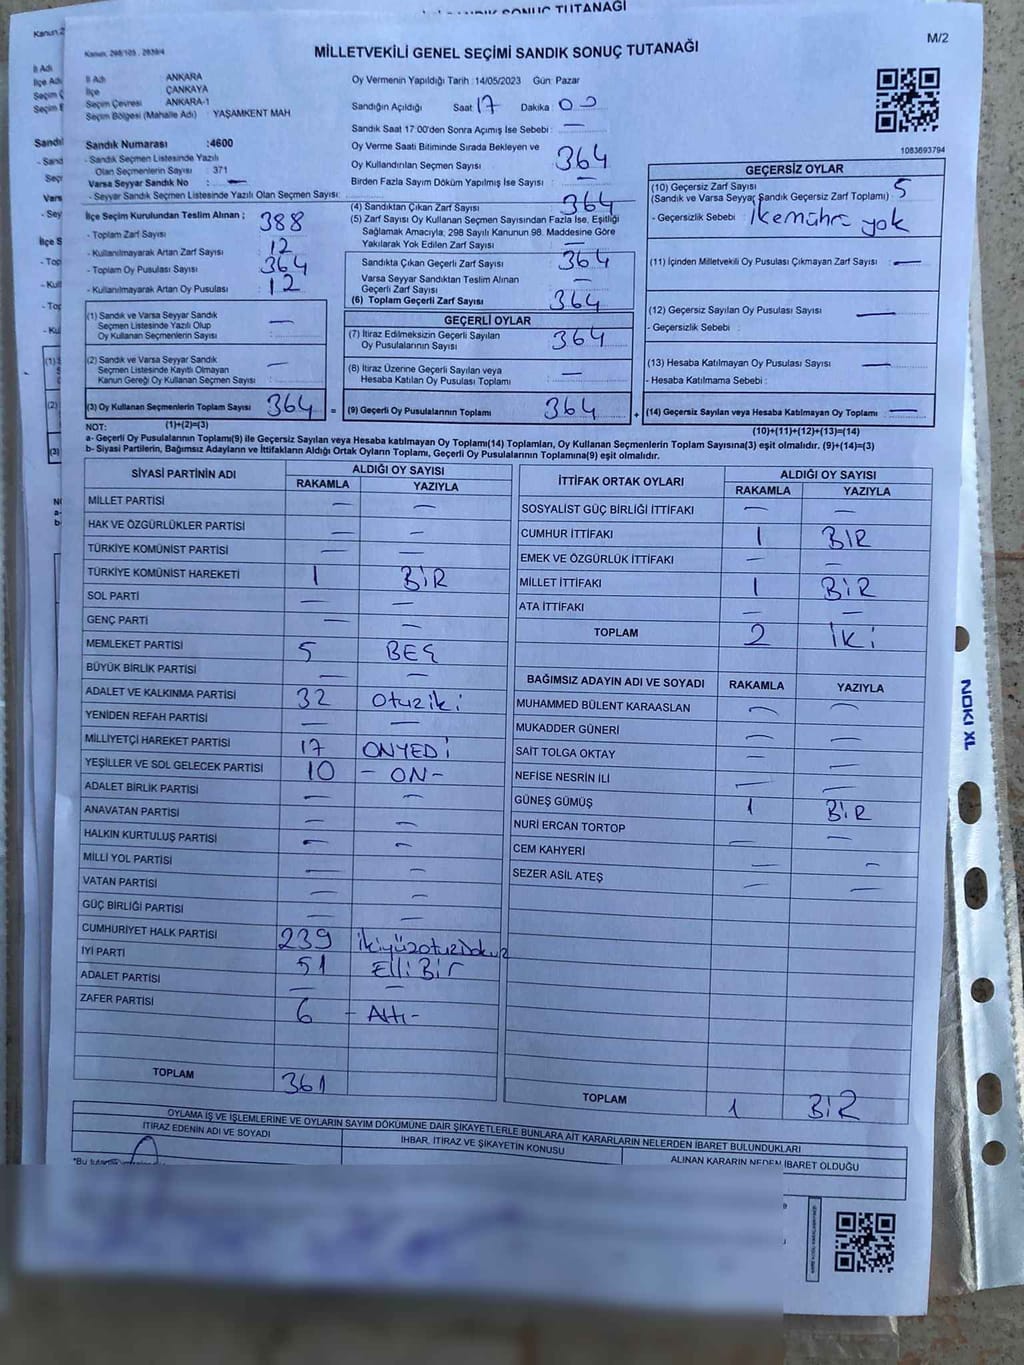 SONUÇ TUTANAĞI
M/2
Kanun: 298/105 , 2839/4
MİLLETVEKİLİ GENEL SEÇİMİ SANDIK SONUÇ TUTANAĞI
İl Adı ANKARA
İlçe ÇANKAYA
Seçim Çevresi ANKARA-1
Seçim Bölgesi (Mahalle Adı) YAŞAMKENT MAH
Sandık Numarası :4600
- Sandık Seçmen Listesinde Yazılı
Olan Seçmenlerin Sayısı : 371
Varsa Seyyar Sandık No : —
- Seyyar Sandık Seçmen Listesinde Yazılı Olan Seçmen Sayısı:
İlçe Seçim Kurulundan Teslim Alınan ;
- Toplam Zarf Sayısı 388
- Kullanılmayarak Artan Zarf Sayısı 12
- Toplam Oy Pusulası Sayısı 364
- Kullanılmayarak Artan Oy Pusulası 12
(1) Sandık ve Varsa Seyyar Sandık
Seçmen Listesinde Yazılı Olup
Oy Kullanan Seçmenlerin Sayısı —
(2) Sandık ve Varsa Seyyar Sandık
Seçmen Listesinde Kayıtlı Olmayan
Kanun Gereği Oy Kullanan Seçmen Sayısı : —
(3) Oy Kullanan Seçmenlerin Toplam Sayısı 364 =
Oy Vermenin Yapıldığı Tarih :14/05/2023 Gün: Pazar
Sandığın Açıldığı Saat 17 Dakika 00
Sandık Saat 17:00'den Sonra Açımış İse Sebebi : —
Oy Verme Saati Bitiminde Sırada Bekleyen ve
Oy Kullandırılan Seçmen Sayısı 364
Birden Fazla Sayım Döküm Yapılmış İse Sayısı —
(4) Sandıktan Çıkan Zarf Sayısı 364
(5) Zarf Sayısı Oy Kullanan Seçmen Sayısından Fazla İse, Eşitliği
Sağlamak Amacıyla; 298 Sayılı Kanunun 98. Maddesine Göre
Yakılarak Yok Edilen Zarf Sayısı —
Sandıkta Çıkan Geçerli Zarf Sayısı 364
Varsa Seyyar Sandıktan Teslim Alınan
Geçerli Zarf Sayısı —
(6) Toplam Geçerli Zarf Sayısı 364
GEÇERLİ OYLAR
(7) İtiraz Edilmeksizin Geçerli Sayılan
Oy Pusulalarının Sayısı 364
(8) İtiraz Üzerine Geçerli Sayılan veya
Hesaba Katılan Oy Pusulası Toplamı —
(9) Geçerli Oy Pusulalarının Toplamı 364 +
1083693794
GEÇERSİZ OYLAR
(10) Geçersiz Zarf Sayısı 5
(Sandık ve Varsa Seyyar Sandık Geçersiz Zarf Toplamı)
- Geçersizlik Sebebi : yok
(11) İçinden Milletvekili Oy Pusulası Çıkmayan Zarf Sayısı —
(12) Geçersiz Sayılan Oy Pusulası Sayısı —
- Geçersizlik Sebebi :
(13) Hesaba Katılmayan Oy Pusulası Sayısı —
- Hesaba Katılmama Sebebi :
(14) Geçersiz Sayılan veya Hesaba Katılmayan Oy Toplamı —
NOT: (1)+(2)=(3) (10)+(11)+(12)+(13)=(14)
a- Geçerli Oy Pusulalarının Toplamı(9) ile Geçersiz Sayılan veya Hesaba katılmayan Oy Toplamı(14) Toplamları, Oy Kullanan Seçmenlerin Toplam Sayısına(3) eşit olmalıdır. (9)+(14)=(3)
b- Siyasi Partilerin, Bağımsız Adayların ve İttifakların Aldığı Ortak Oyların Toplamı, Geçerli Oy Pusulalarının Toplamına(9) eşit olmalıdır.
SİYASİ PARTİNİN ADI ALDIĞI OY SAYISI
RAKAMLA YAZIYLA
MİLLET PARTİSİ — —
HAK VE ÖZGÜRLÜKLER PARTİSİ — —
TÜRKİYE KOMÜNİST PARTİSİ — —
TÜRKİYE KOMÜNİST HAREKETİ 1 BİR
SOL PARTİ — —
GENÇ PARTİ — —
MEMLEKET PARTİSİ 5 BEŞ
BÜYÜK BİRLİK PARTİSİ — —
ADALET VE KALKINMA PARTİSİ 32 otuziki
YENİDEN REFAH PARTİSİ — —
MİLLİYETÇİ HAREKET PARTİSİ 17 ONYEDİ
YEŞİLLER VE SOL GELECEK PARTİSİ 10 - ON-
ADALET BİRLİK PARTİSİ — —
ANAVATAN PARTİSİ — —
HALKIN KURTULUŞ PARTİSİ — —
MİLLİ YOL PARTİSİ — —
VATAN PARTİSİ — —
GÜÇ BİRLİĞİ PARTİSİ — —
CUMHURİYET HALK PARTİSİ 239 ikiyüzotuzdokuz
İYİ PARTİ 51 Elli Bir
ADALET PARTİSİ — —
ZAFER PARTİSİ 6 - Altı-
TOPLAM 361
İTTİFAK ORTAK OYLARI ALDIĞI OY SAYISI
RAKAMLA YAZIYLA
SOSYALİST GÜÇ BİRLİĞİ İTTİFAKI — —
CUMHUR İTTİFAKI 1 BİR
EMEK VE ÖZGÜRLÜK İTTİFAKI — —
MİLLET İTTİFAKI 1 BİR
ATA İTTİFAKI — —
TOPLAM 2 İKİ
BAĞIMSIZ ADAYIN ADI VE SOYADI RAKAMLA YAZIYLA
MUHAMMED BÜLENT KARAASLAN — —
MUKADDER GÜNERİ — —
SAİT TOLGA OKTAY — —
NEFİSE NESRİN İLİ — —
GÜNEŞ GÜMÜŞ 1 BİR
NURİ ERCAN TORTOP — —
CEM KAHYERİ — —
SEZER ASİL ATEŞ — —
TOPLAM 1 BİR
OYLAMA İŞ VE İŞLEMLERİNE VE OYLARIN SAYIM DÖKÜMÜNE DAİR ŞİKAYETLERLE BUNLARA AİT KARARLARIN NELERDEN İBARET BULUNDUKLARI
İTİRAZ EDENİN ADI VE SOYADI İHBAR, İTİRAZ VE ŞİKAYETİN KONUSU ALINAN KARARIN NEDEN İBARET OLDUĞU
NOKI XL